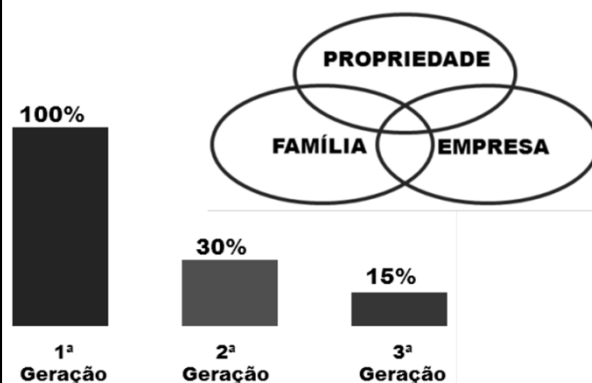 PROPRIEDADE
FAMÍLIA
EMPRESA
100%
30%
15%
1ª
Geração
2ª
Geração
3ª
Geração